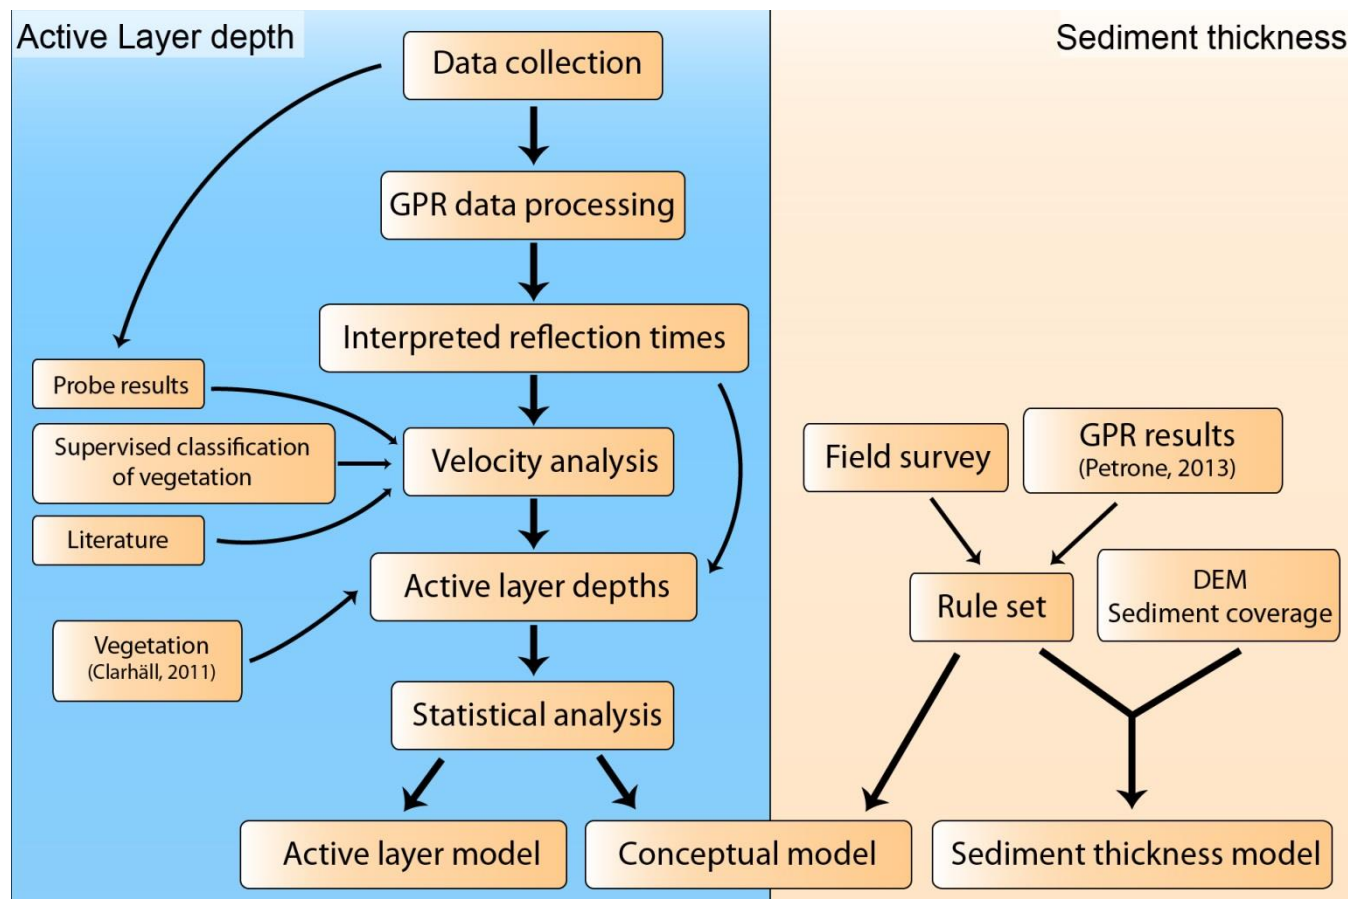 Active Layer depth
Sediment thickness
Data collection
GPR data processing
Interpreted reflection times
Probe results
Supervised classification
of vegetation
Literature
Velocity analysis
Field survey
GPR results
(Petrone, 2013)
Active layer depths
Rule set
DEM
Sediment coverage
Vegetation
(Clarhäll, 2011)
Statistical analysis
Active layer model
Conceptual model
Sediment thickness model